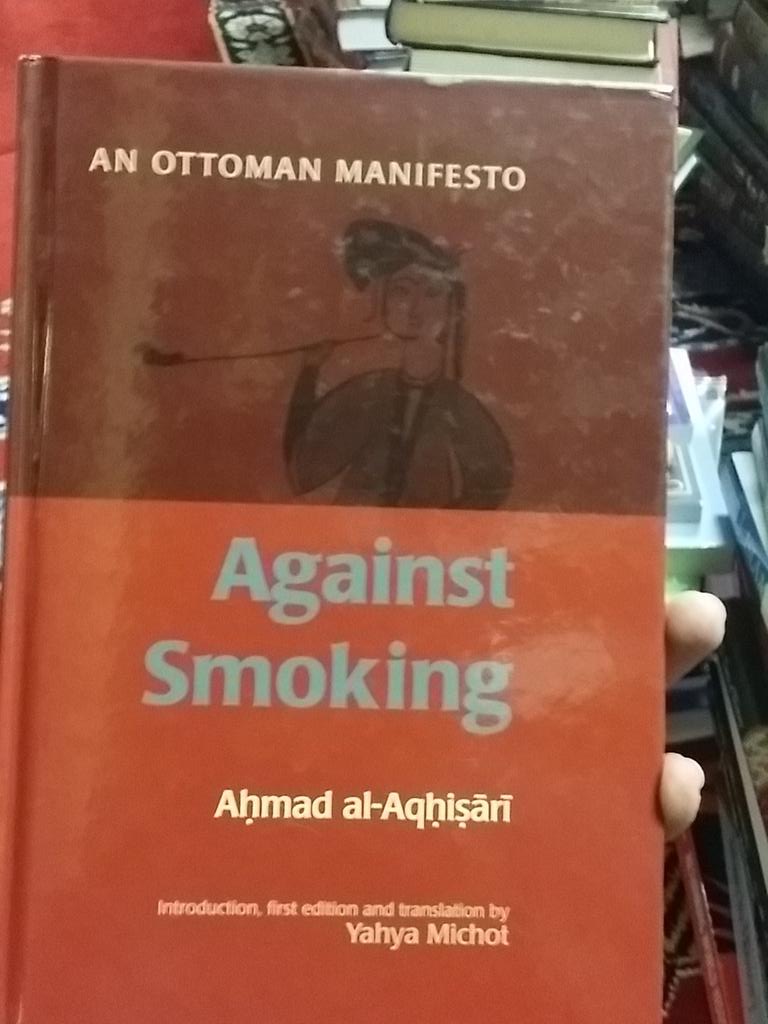 AN OTTOMAN MANIFESTO
Against
Smoking
Aḥmad al-Aqḥiṣārī
Introduction, first edition and translation by
Yahya Michot